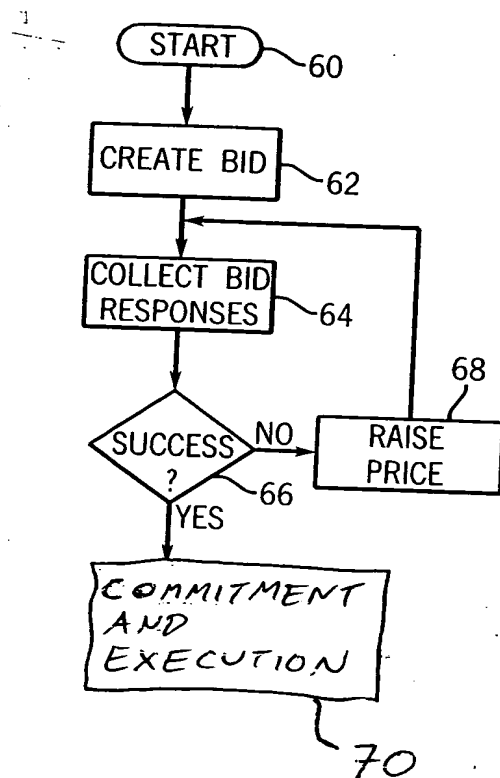 START
60
CREATE BID
62
COLLECT BID
RESPONSES
64
SUCCESS
?
66
NO
68
RAISE
PRICE
YES
COMMITMENT
AND
EXECUTION
70